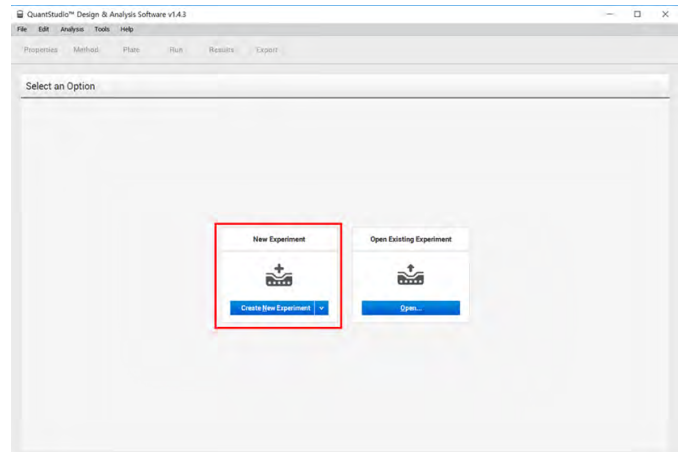 QuantStudio™ Design & Analysis Software v1.4.3
File Edit Analysis Tools Help
Properties Method Plate Run Results Export
Select an Option
New Experiment
Open Existing Experiment
Create New Experiment
Open...